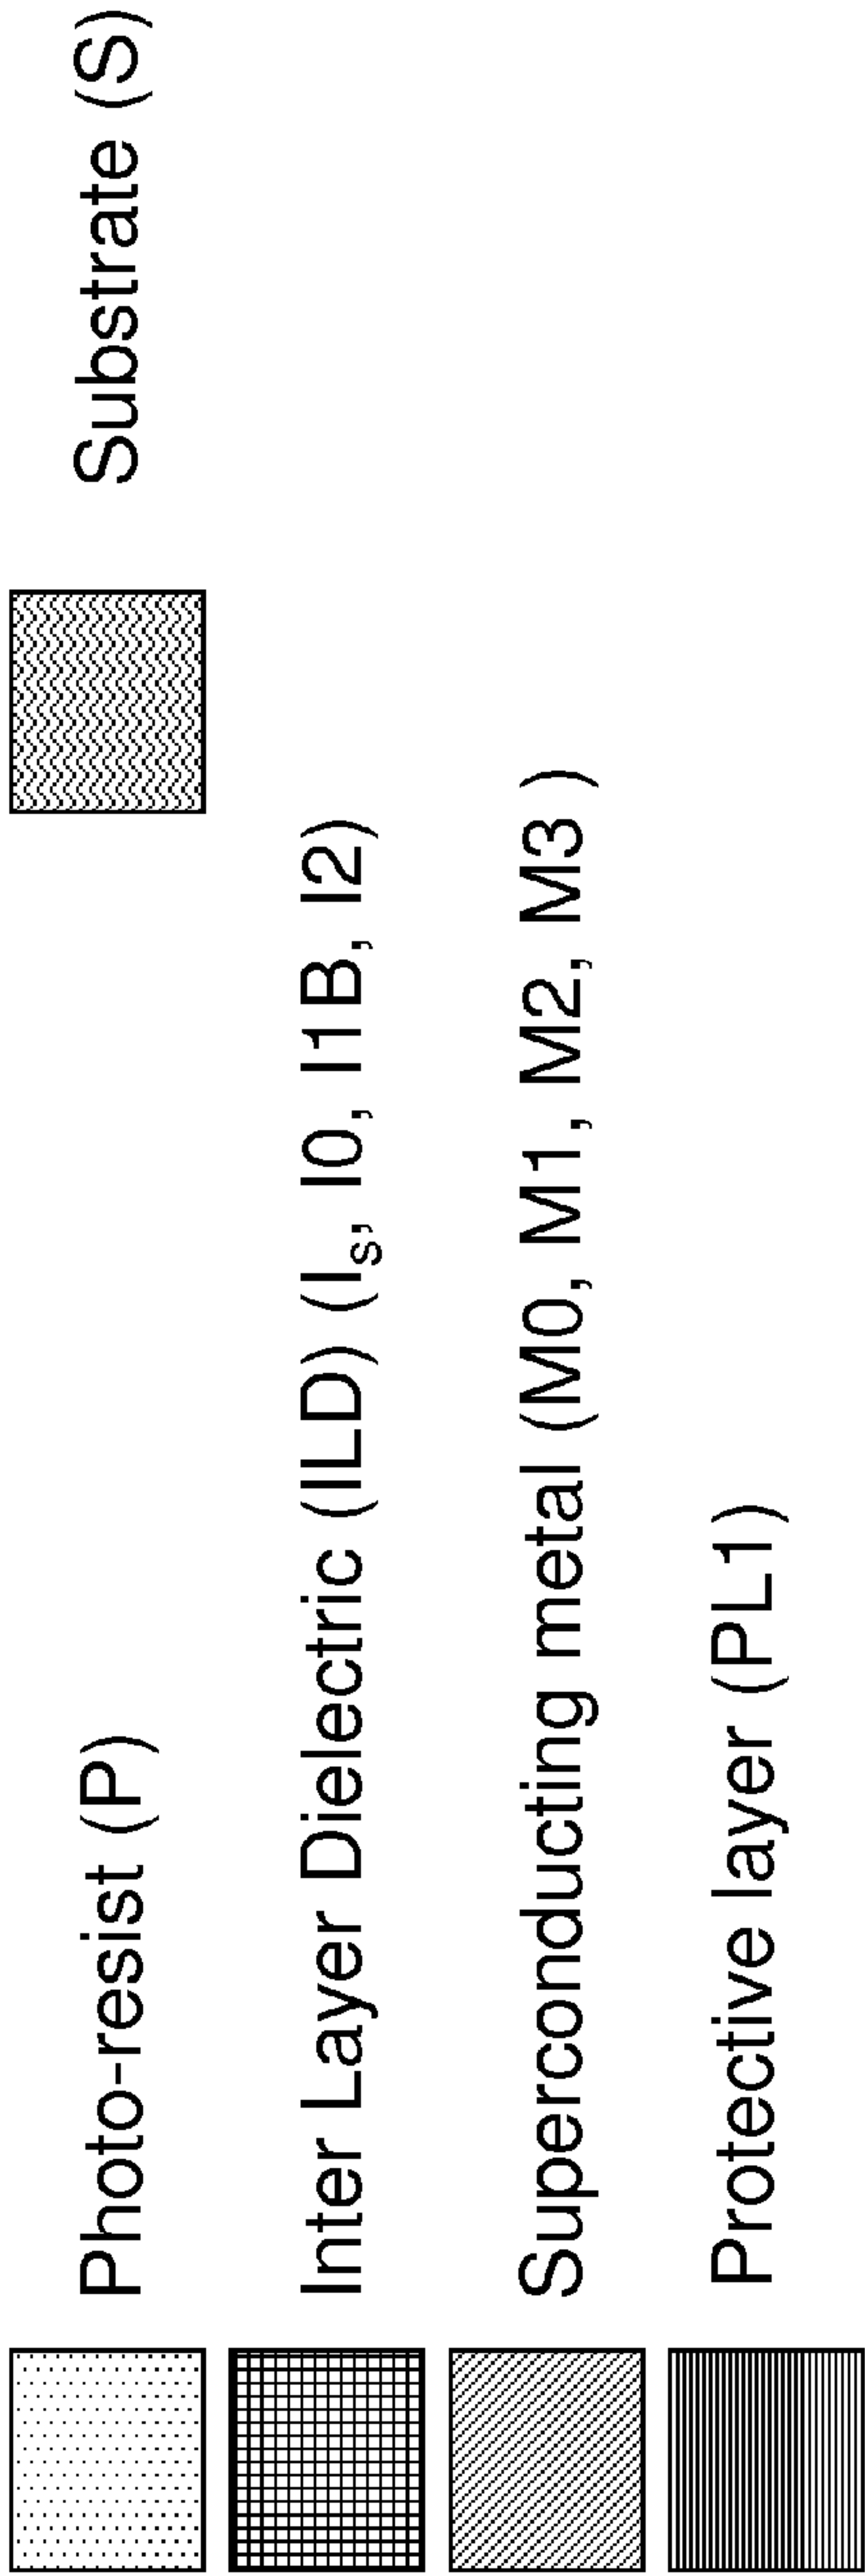 Photo-resist (P)
Substrate (S)
Inter Layer Dielectric (ILD) (Iₛ, I0, I1B, I2)
Superconducting metal (M0, M1, M2, M3 )
Protective layer (PL1)